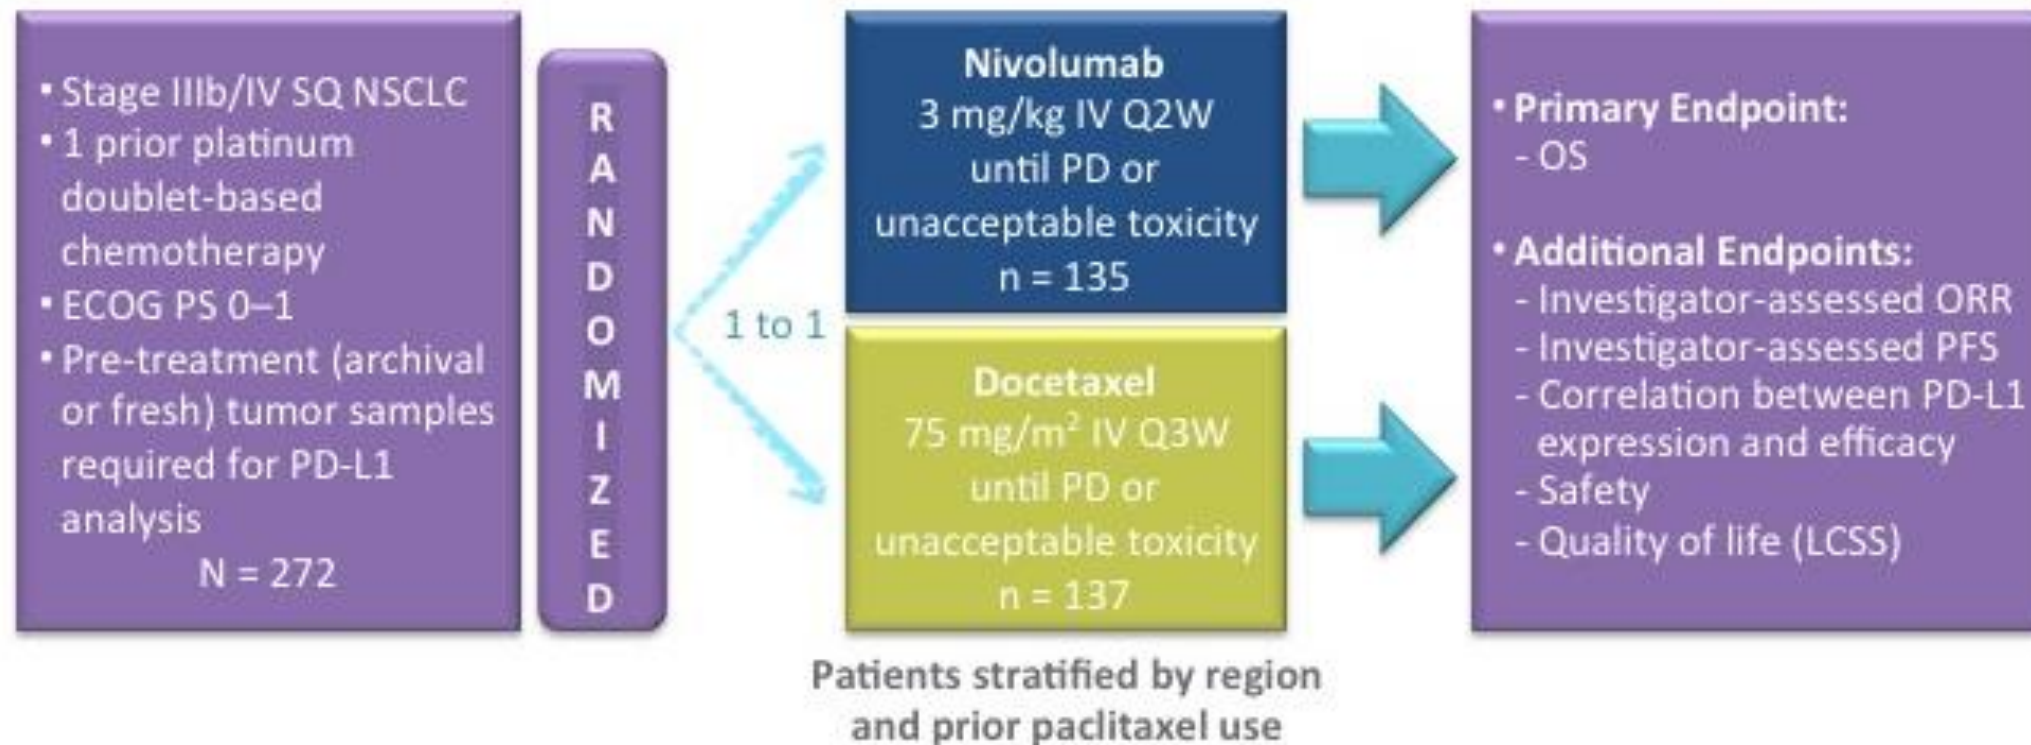 • Stage IIIb/IV SQ NSCLC
• 1 prior platinum
doublet-based
chemotherapy
• ECOG PS 0–1
• Pre-treatment (archival
or fresh) tumor samples
required for PD-L1
analysis
N = 272
RANDOMIZED
1 to 1
Nivolumab
3 mg/kg IV Q2W
until PD or
unacceptable toxicity
n = 135
Docetaxel
75 mg/m² IV Q3W
until PD or
unacceptable toxicity
n = 137
Patients stratified by region
and prior paclitaxel use
• Primary Endpoint:
- OS
• Additional Endpoints:
- Investigator-assessed ORR
- Investigator-assessed PFS
- Correlation between PD-L1
expression and efficacy
- Safety
- Quality of life (LCSS)